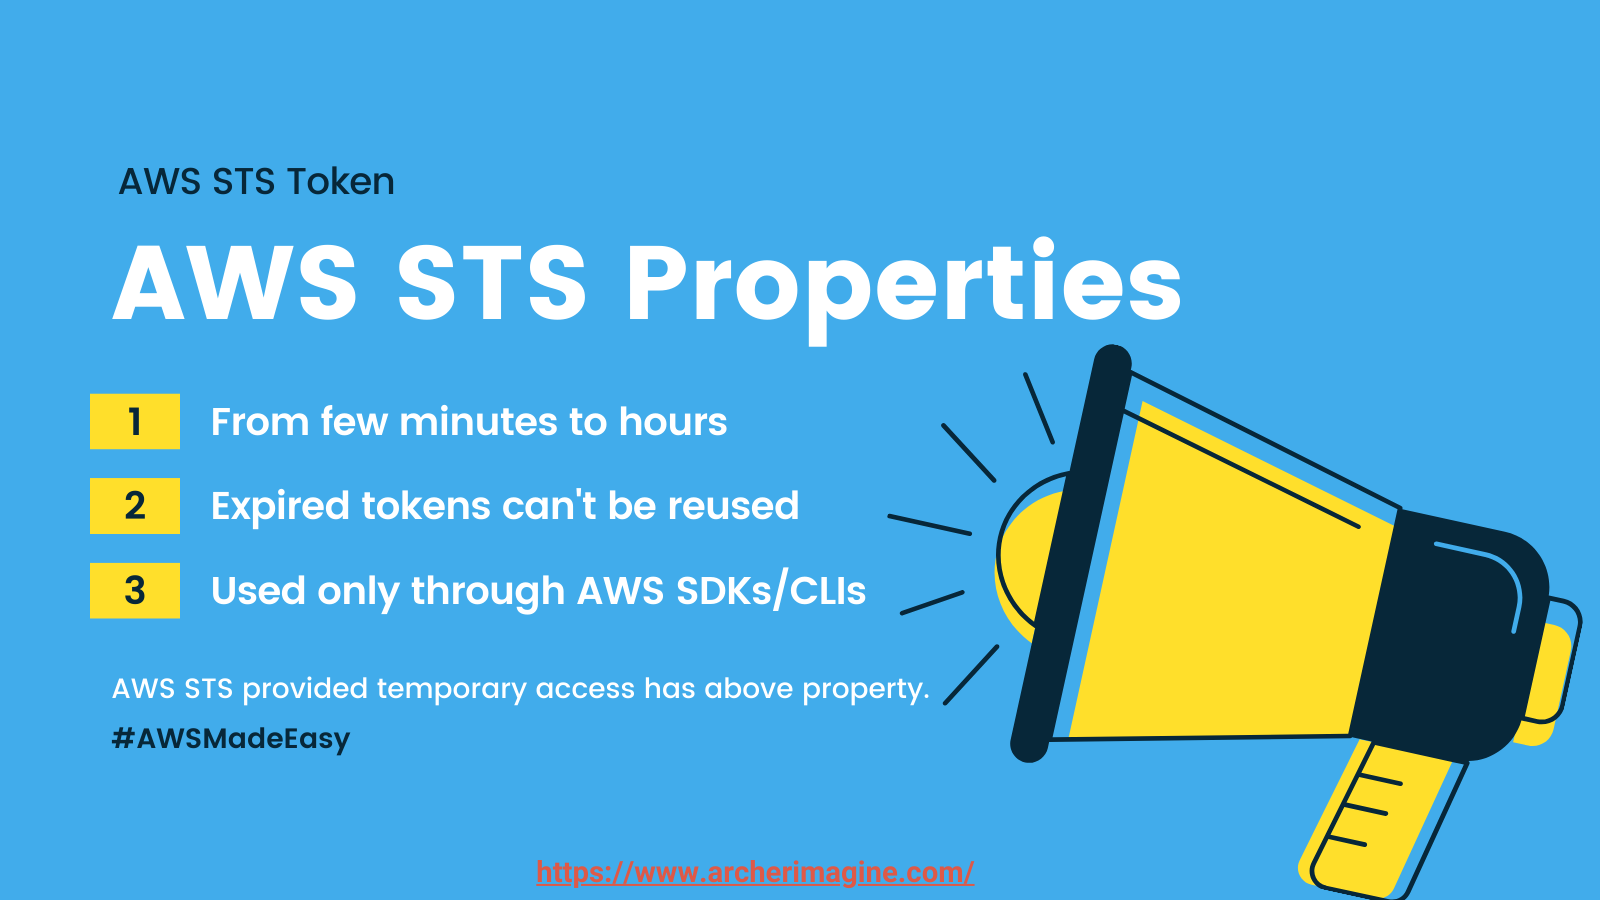 AWS STS Token
AWS STS Properties
1 From few minutes to hours
2 Expired tokens can't be reused
3 Used only through AWS SDKs/CLIs
AWS STS provided temporary access has above property.
#AWSMadeEasy
https://www.archerimagine.com/